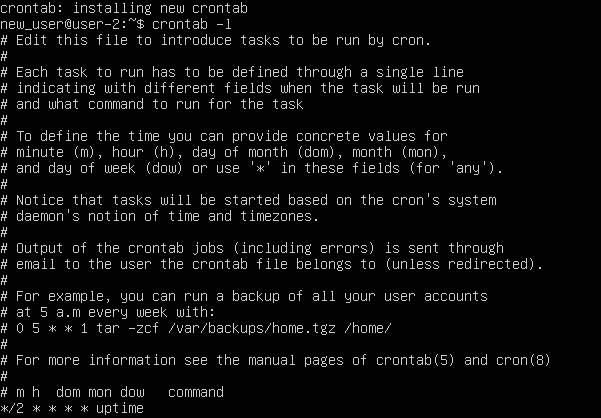 crontab: installing new crontab
new_user@user-2:~$ crontab -l
# Edit this file to introduce tasks to be run by cron.
#
# Each task to run has to be defined through a single line
# indicating with different fields when the task will be run
# and what command to run for the task
#
# To define the time you can provide concrete values for
# minute (m), hour (h), day of month (dom), month (mon),
# and day of week (dow) or use '*' in these fields (for 'any').
#
# Notice that tasks will be started based on the cron's system
# daemon's notion of time and timezones.
#
# Output of the crontab jobs (including errors) is sent through
# email to the user the crontab file belongs to (unless redirected).
#
# For example, you can run a backup of all your user accounts
# at 5 a.m every week with:
# 0 5 * * 1 tar -zcf /var/backups/home.tgz /home/
#
# For more information see the manual pages of crontab(5) and cron(8)
#
# m h  dom mon dow   command
*/2 * * * * uptime